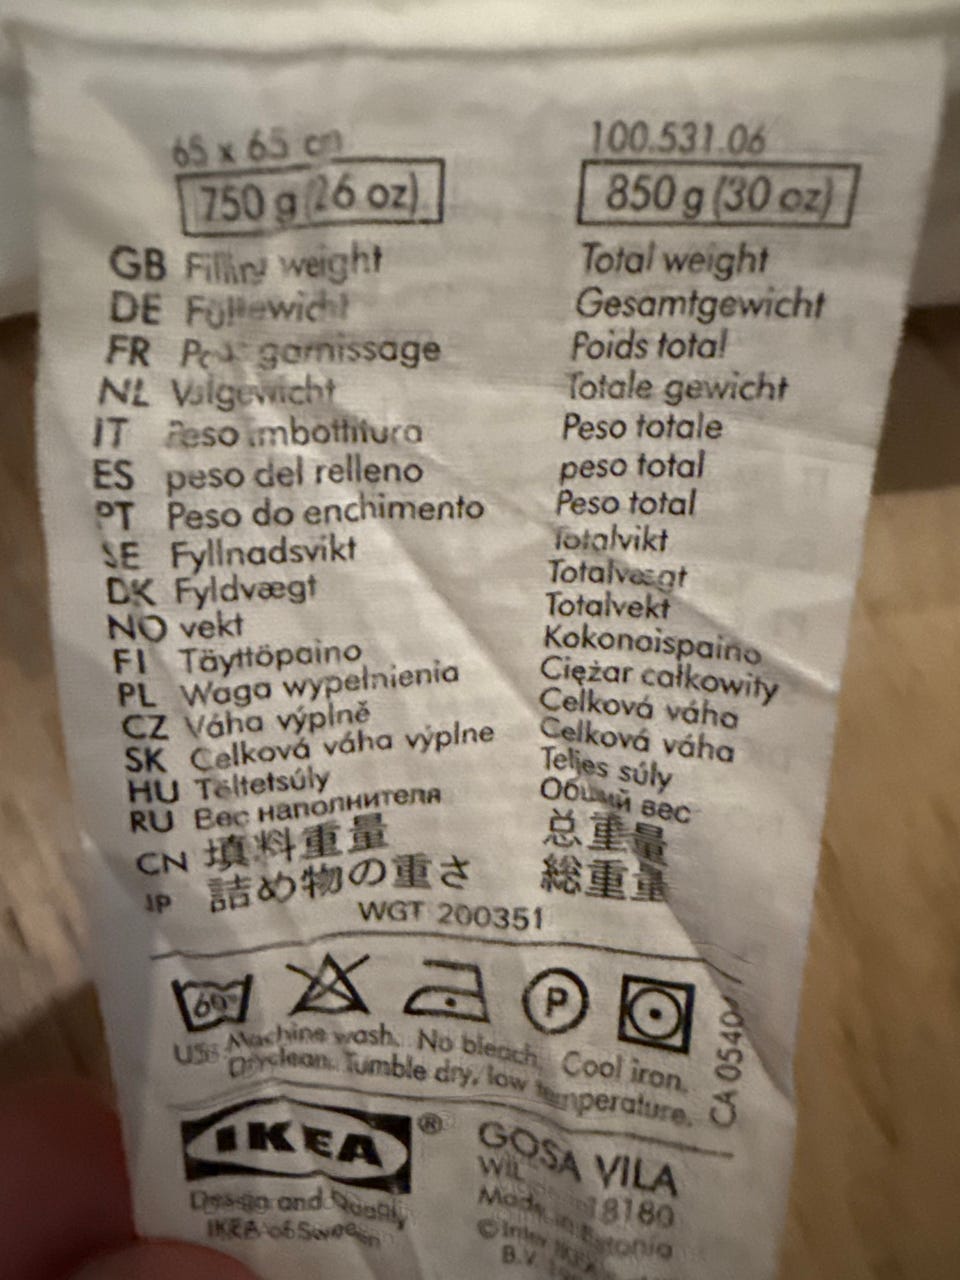 65 x 65 cm 100.531.06
750 g (26 oz) 850 g (30 oz)
GB Filling weight Total weight
DE Gesamtgewicht
FR garnissage Poids total
NL Vulgewicht Totale gewicht
IT Peso imbottitura Peso totale
ES peso del relleno peso total
PT Peso do enchimento Peso total
SE Fyllnadsvikt Totalvikt
DK Fyldvægt Totalvægt
NO vekt Totalvekt
FI Täyttöpaino Kokonaispaino
PL Waga wypełnienia Ciężar całkowity
CZ Váha výplně Celková váha
SK Celková váha výplne Celková váha
HU Töltetsúly Teljes súly
RU Вес наполнителя Общий вес
CN 填料重量 总重量
JP 詰め物の重さ 総重量
WGT 200351
60° P
US: Machine wash. No bleach. Cool iron.
Dryclean. Tumble dry, low temperature.
CA 0540
IKEA ®
Design and Quality
IKEA of Sweden
GOSA VILA
18180
Made in Estonia
© Inter IKEA
B.V.